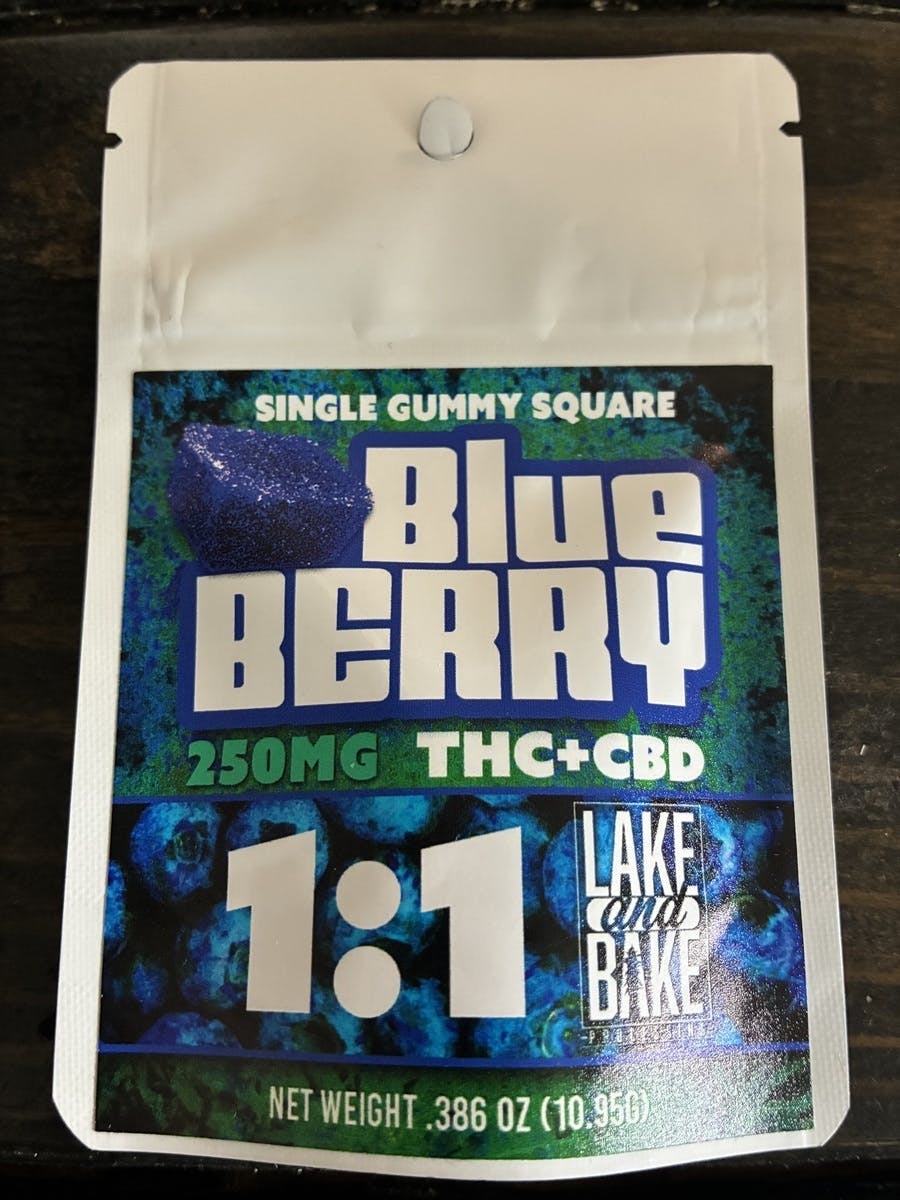 SINGLE GUMMY SQUARE
Blue
BERRY
250MG THC+CBD
1:1
LAKE
and
BAKE
NET WEIGHT .386 OZ (10.95G)